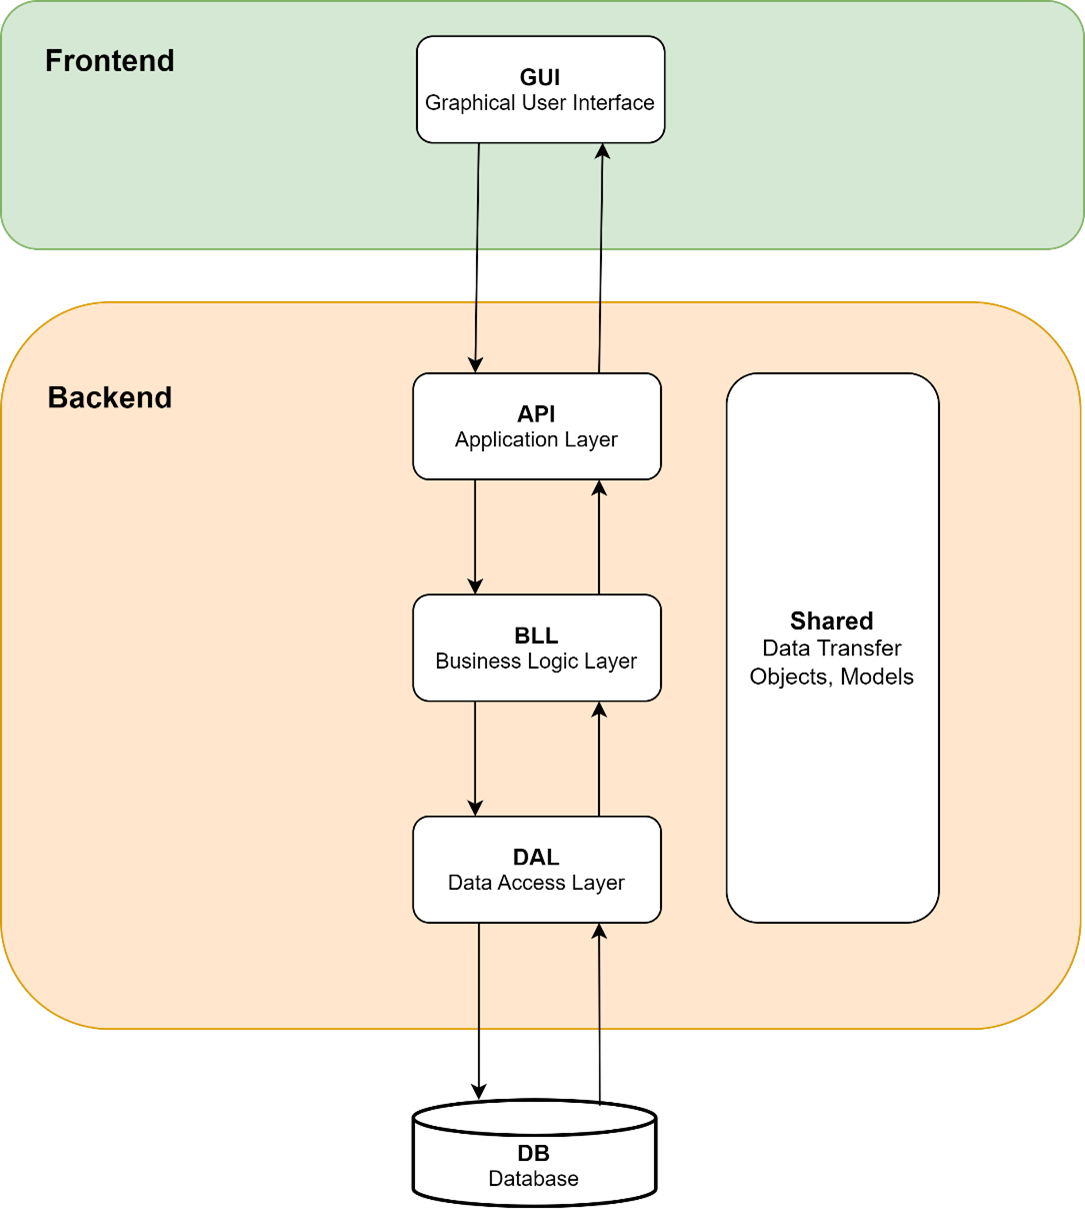 Frontend
GUI
Graphical User Interface
Backend
API
Application Layer
BLL
Business Logic Layer
Shared
Data Transfer
Objects, Models
DAL
Data Access Layer
DB
Database